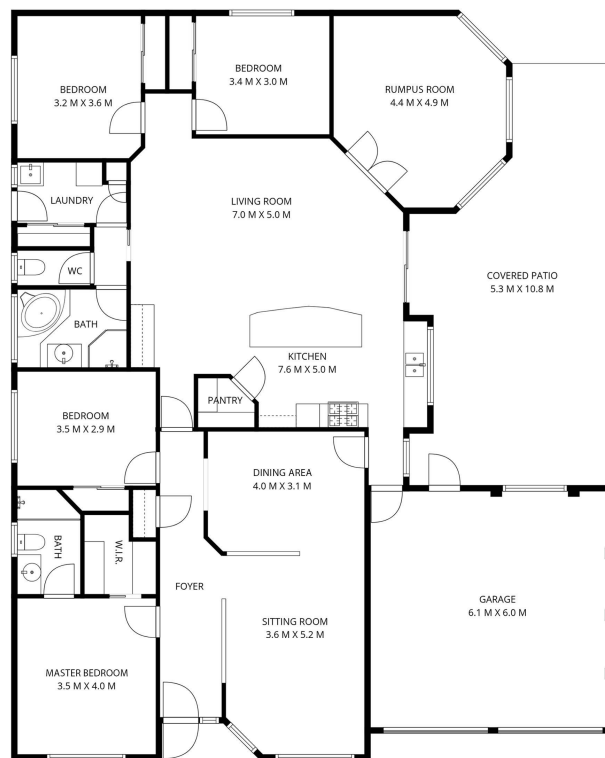 BEDROOM
3.2 M X 3.6 M
BEDROOM
3.4 M X 3.0 M
RUMPUS ROOM
4.4 M X 4.9 M
LAUNDRY
LIVING ROOM
7.0 M X 5.0 M
WC
COVERED PATIO
5.3 M X 10.8 M
BATH
KITCHEN
7.6 M X 5.0 M
PANTRY
BEDROOM
3.5 M X 2.9 M
DINING AREA
4.0 M X 3.1 M
BATH
W.I.R.
FOYER
SITTING ROOM
3.6 M X 5.2 M
GARAGE
6.1 M X 6.0 M
MASTER BEDROOM
3.5 M X 4.0 M